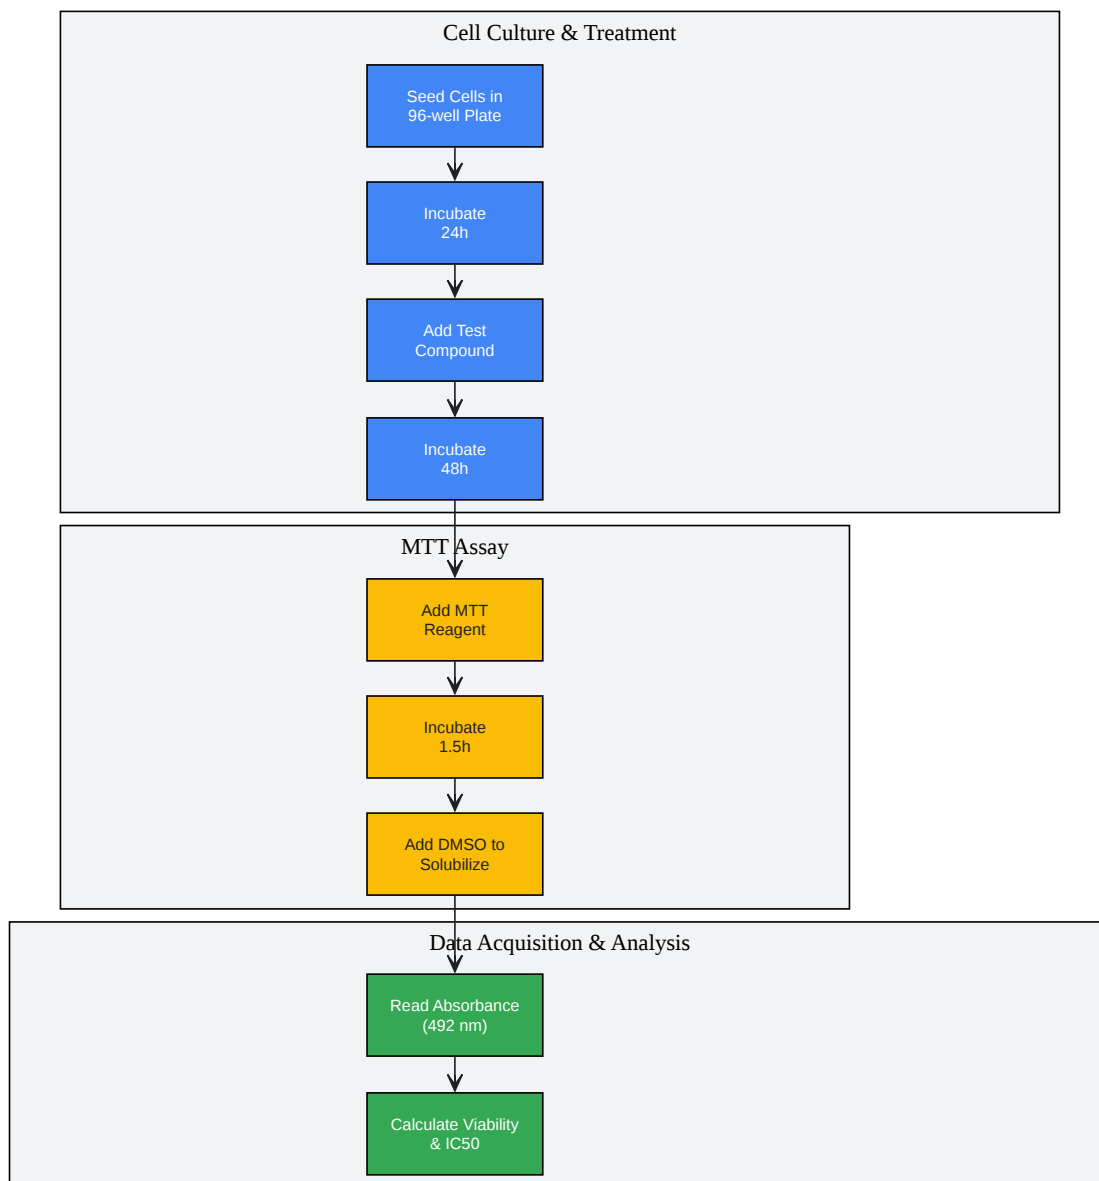 Cell Culture & Treatment
Seed Cells in
96-well Plate
Incubate
24h
Add Test
Compound
Incubate
48h
MTT Assay
Add MTT
Reagent
Incubate
1.5h
Add DMSO to
Solubilize
Data Acquisition & Analysis
Read Absorbance
(492 nm)
Calculate Viability
& IC50